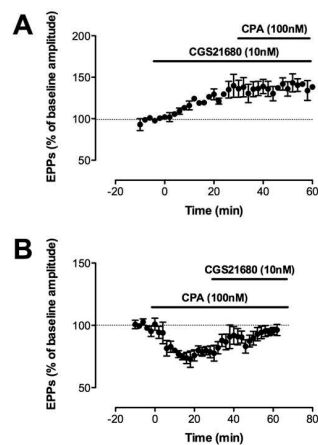 A
CPA (100nM)
CGS21680 (10nM)
EPPs (% of baseline amplitude)
200
150
100
50
-20 0 20 40 60
Time (min)
B
CGS21680 (10nM)
CPA (100nM)
EPPs (% of baseline amplitude)
150
100
50
-20 0 20 40 60 80
Time (min)